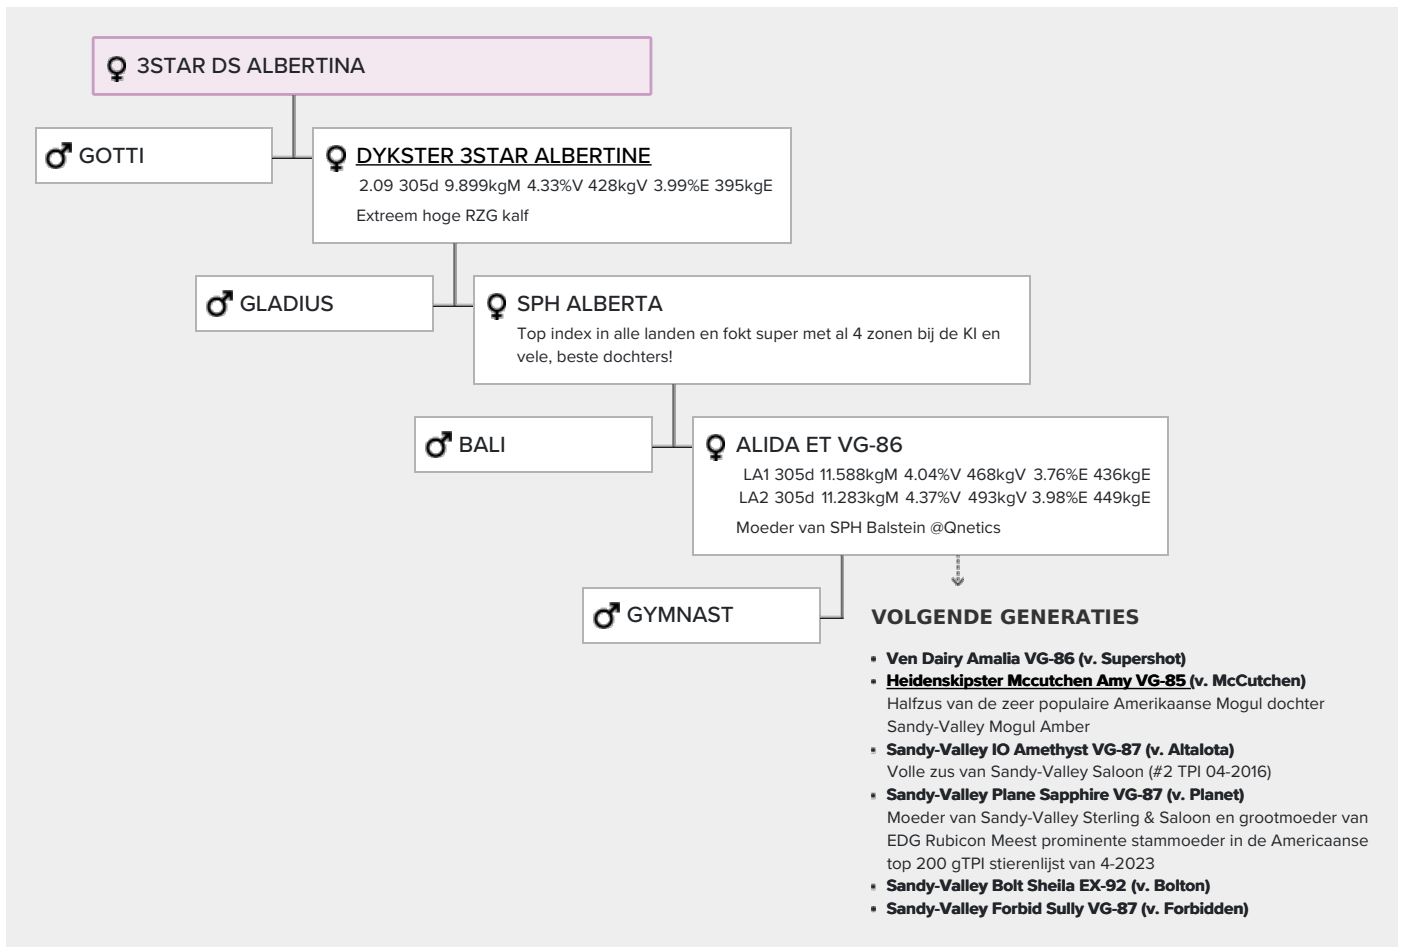 3STAR DS ALBERTINA
GOTTI
DYKSTER 3STAR ALBERTINE
2.09 305d 9.899kgM 4.33%V 428kgV 3.99%E 395kgE
Extreem hoge RZG kalf
GLADIUS
SPH ALBERTA
Top index in alle landen en fokt super met al 4 zonen bij de KI en
vele, beste dochters!
BALI
ALIDA ET VG-86
LA1 305d 11.588kgM 4.04%V 468kgV 3.76%E 436kgE
LA2 305d 11.283kgM 4.37%V 493kgV 3.98%E 449kgE
Moeder van SPH Balstein @Qnetics
GYMNAST
VOLGENDE GENERATIES
Ven Dairy Amalia VG-86 (v. Supershot)
Heidenskipster Mccutchen Amy VG-85 (v. McCutchen)
Halfzus van de zeer populaire Amerikaanse Mogul dochter
Sandy-Valley Mogul Amber
Sandy-Valley IO Amethyst VG-87 (v. Altalota)
Volle zus van Sandy-Valley Saloon (#2 TPI 04-2016)
Sandy-Valley Plane Sapphire VG-87 (v. Planet)
Moeder van Sandy-Valley Sterling & Saloon en grootmoeder van
EDG Rubicon Meest prominente stammoeder in de Americaanse
top 200 gTPI stierenlijst van 4-2023
Sandy-Valley Bolt Sheila EX-92 (v. Bolton)
Sandy-Valley Forbid Sully VG-87 (v. Forbidden)